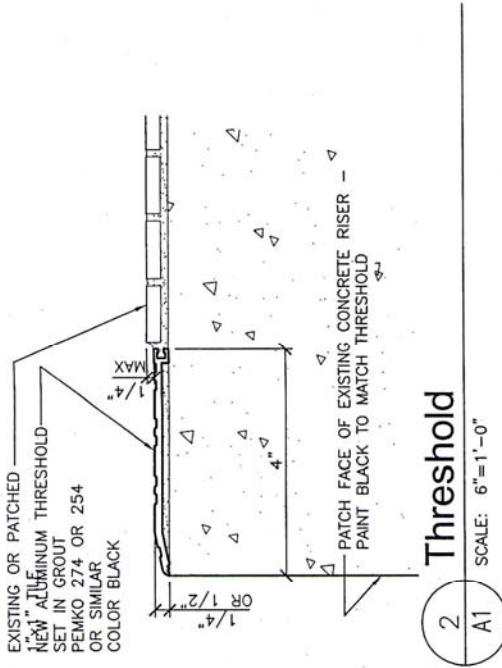 EXISTING OR PATCHED
1"x1" TILE
NEW ALUMINUM THRESHOLD
SET IN GROUT
PEMKO 274 OR 254
OR SIMILAR
COLOR BLACK
1/4"
MAX
1/4"
OR 1/2"
4"
PATCH FACE OF EXISTING CONCRETE RISER –
PAINT BLACK TO MATCH THRESHOLD
2
A1
Threshold
SCALE: 6"=1'-0"